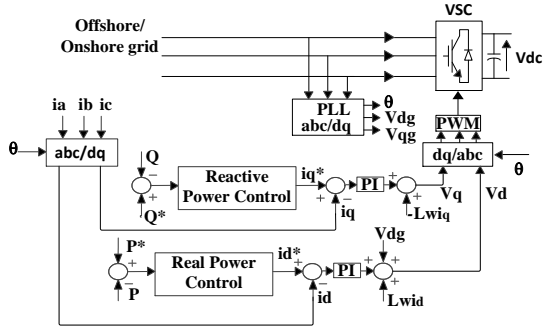 Offshore/
Onshore grid
VSC
Vdc
PLL
abc/dq
θ
Vdg
Vqg
PWM
ia ib ic
θ
abc/dq
dq/abc
θ
Q
Reactive
Power Control
iq*
PI
Vq
Vd
Q*
iq
-Lwiq
Vdg
P*
Real Power
Control
id*
PI
P
id
Lwid